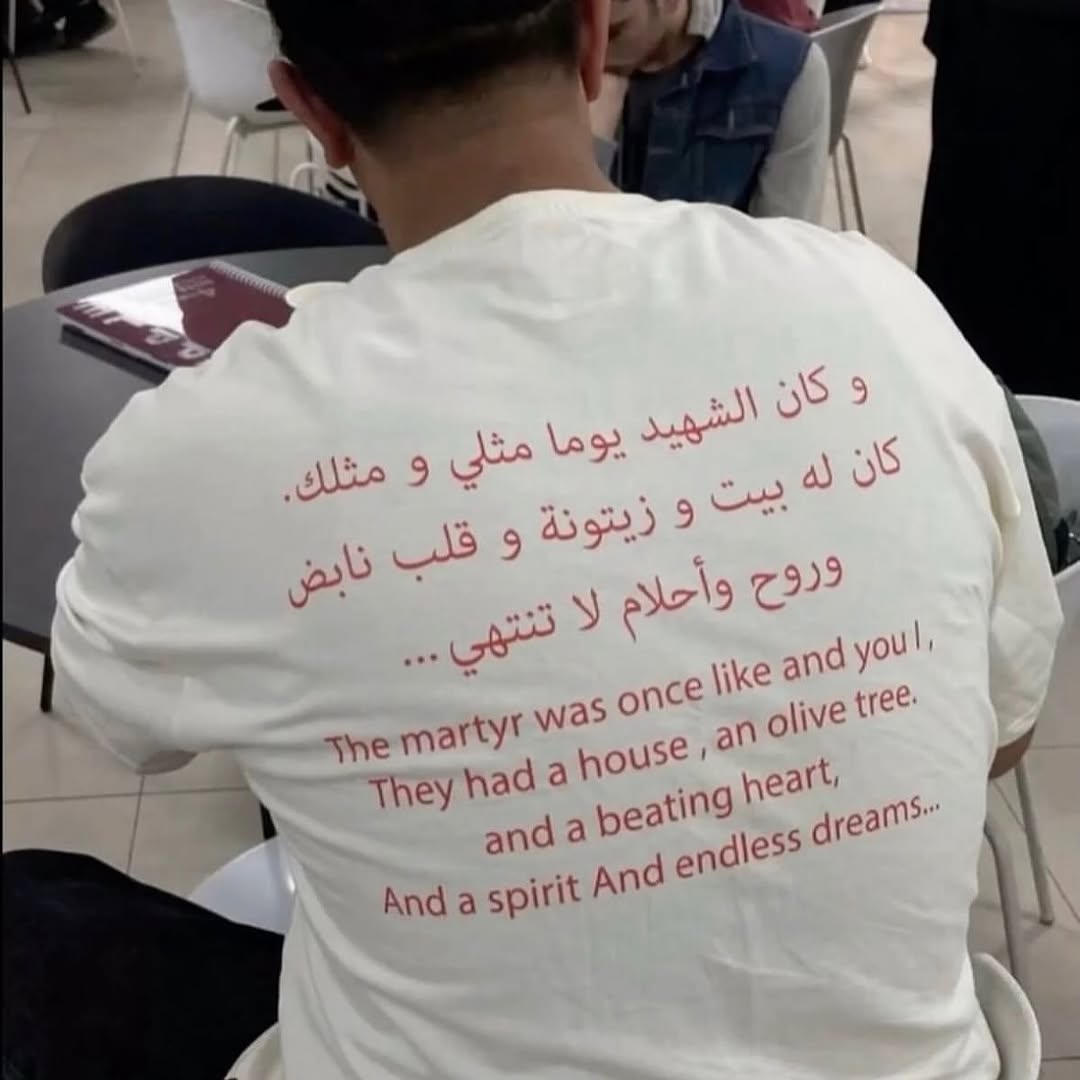 و كان الشهيد يوما مثلي و مثلك.
كان له بيت و زيتونة و قلب نابض
وروح وأحلام لا تنتهي ...
The martyr was once like and you I,
They had a house , an olive tree.
and a beating heart,
And a spirit And endless dreams...